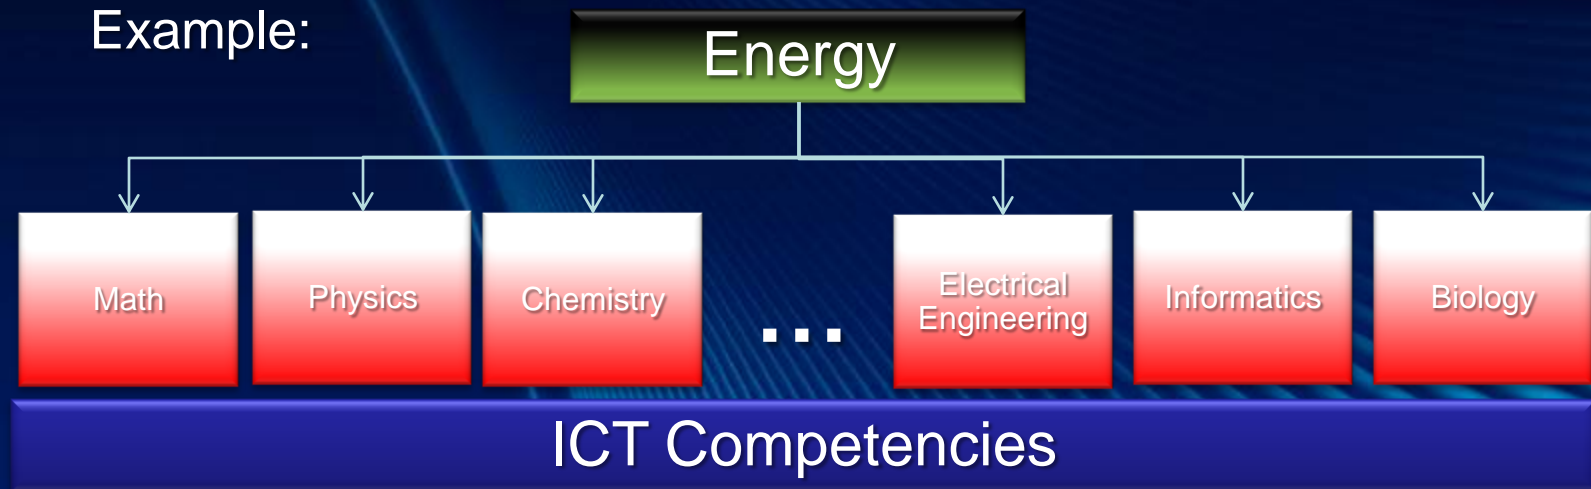 Example:
Energy
Math
Physics
Chemistry
...
Electrical
Engineering
Informatics
Biology
ICT Competencies